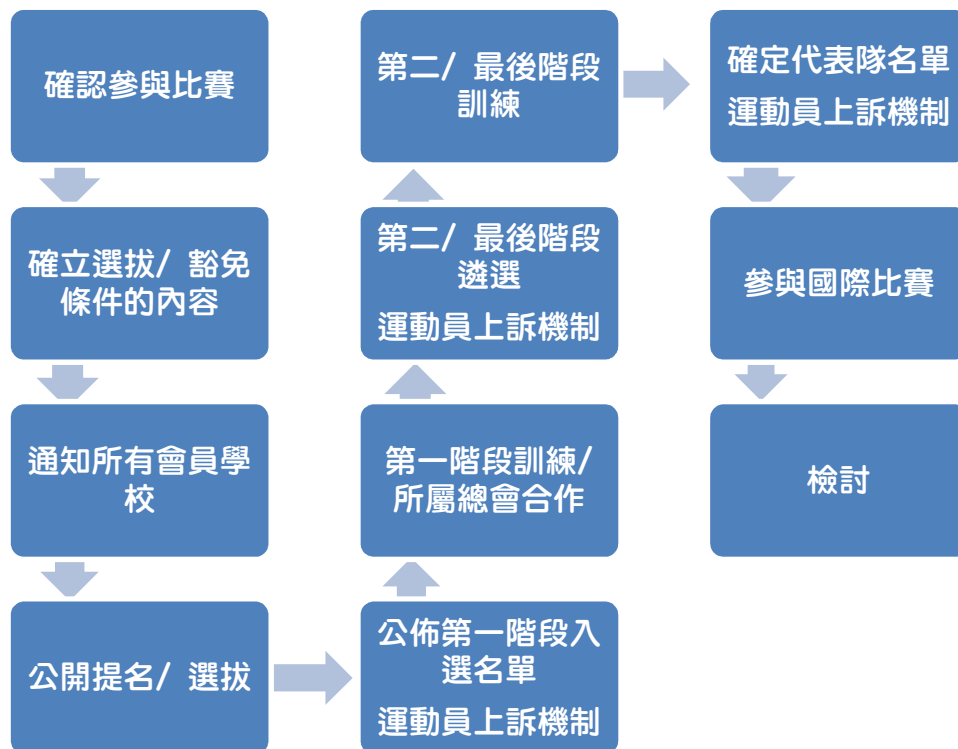 確認參與比賽
確立選拔/ 豁免
條件的內容
通知所有會員學
校
公開提名/ 選拔
公佈第一階段入
選名單
運動員上訴機制
第一階段訓練/
所屬總會合作
第二/ 最後階段
遴選
運動員上訴機制
第二/ 最後階段
訓練
確定代表隊名單
運動員上訴機制
參與國際比賽
檢討